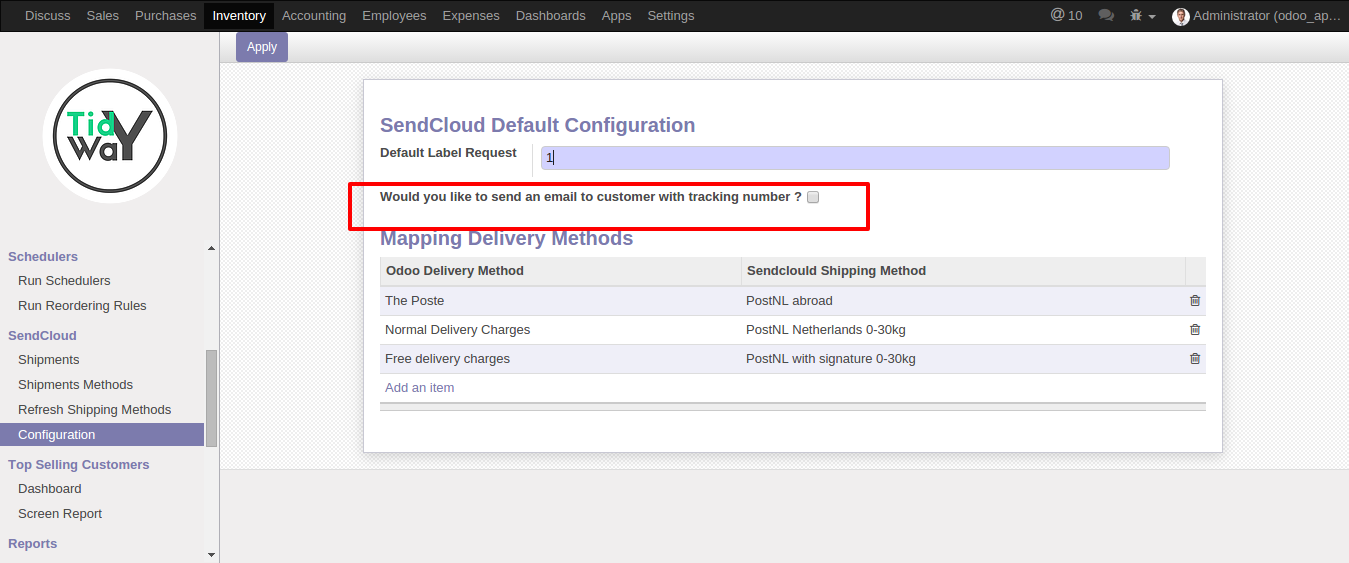 Discuss Sales Purchases Inventory Accounting Employees Expenses Dashboards Apps Settings @ 10 Administrator (odoo_ap...
Apply
Tidy
Way
Schedulers
Run Schedulers
Run Reordering Rules
SendCloud
Shipments
Shipments Methods
Refresh Shipping Methods
Configuration
Top Selling Customers
Dashboard
Screen Report
Reports
SendCloud Default Configuration
Default Label Request 1
Would you like to send an email to customer with tracking number ?
Mapping Delivery Methods
Odoo Delivery Method Sendclould Shipping Method
The Poste PostNL abroad
Normal Delivery Charges PostNL Netherlands 0-30kg
Free delivery charges PostNL with signature 0-30kg
Add an item